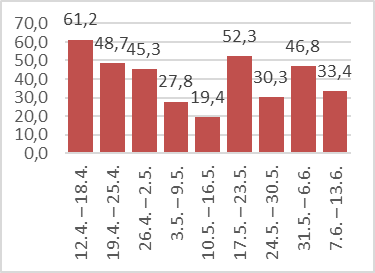 70,0
60,0
50,0
40,0
30,0
20,0
10,0
0,0
61,2
48,7
45,3
27,8
19,4
52,3
30,3
46,8
33,4
12.4. – 18.4.
19.4. – 25.4.
26.4. – 2.5.
3.5. – 9.5.
10.5. – 16.5.
17.5. – 23.5.
24.5. – 30.5.
31.5. – 6.6.
7.6. – 13.6.